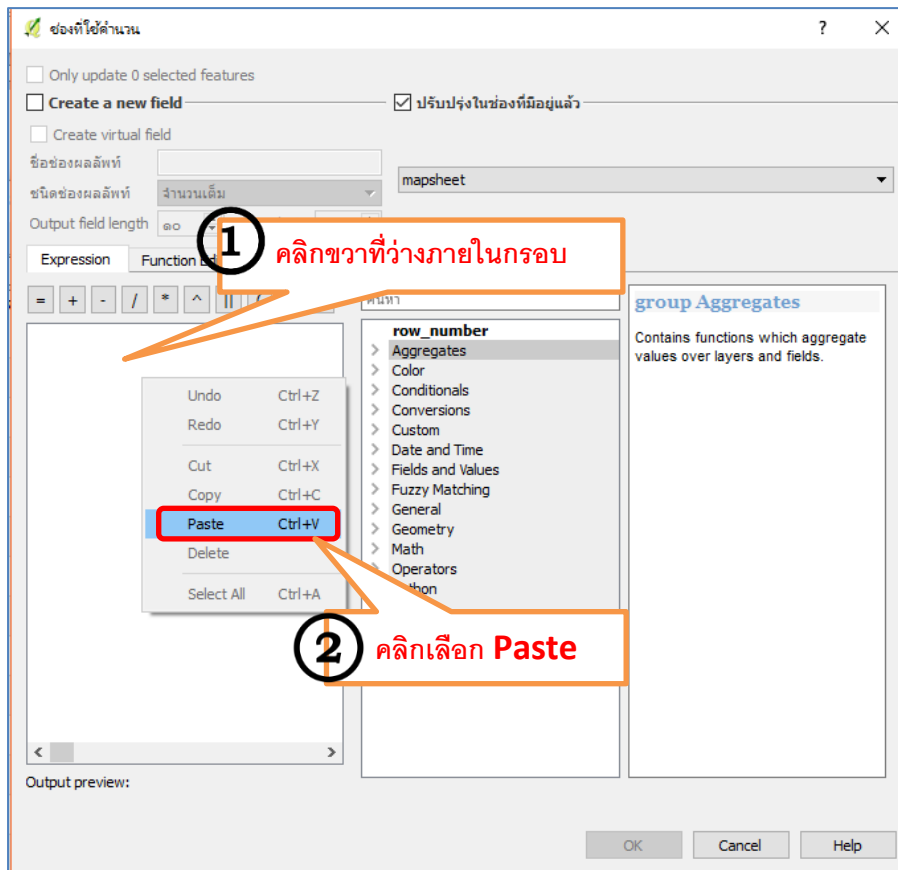 ช่องที่ใช้คำนวน
?
Only update 0 selected features
Create a new field
ปรับปรุงในช่องที่มีอยู่แล้ว
Create virtual field
ชื่อช่องผลลัพท์
mapsheet
ชนิดช่องผลลัพท์ จำนวนเต็ม
Output field length ๑๐
1 คลิกขวาที่ว่างภายในกรอบ
Expression
= + - / * ^ ||
ค้นหา
group Aggregates
Contains functions which aggregate
values over layers and fields.
row_number
Aggregates
Color
Conditionals
Conversions
Custom
Date and Time
Fields and Values
Fuzzy Matching
General
Geometry
Math
Operators
Undo Ctrl+Z
Redo Ctrl+Y
Cut Ctrl+X
Copy Ctrl+C
Paste Ctrl+V
Delete
Select All Ctrl+A
2 คลิกเลือก Paste
Output preview:
OK Cancel Help